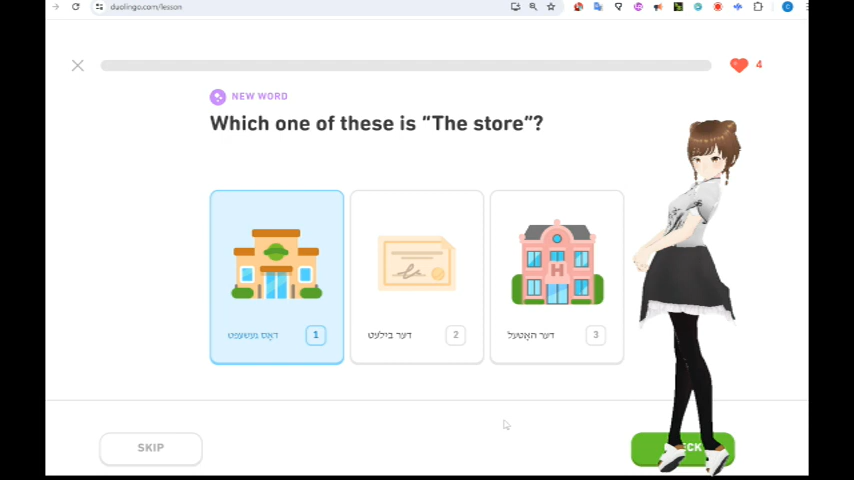 duolingo.com/lesson
4
NEW WORD
Which one of these is “The store”?
דאָס געשעפֿט
1
דער בילעט
2
דער האָטעל
3
H
SKIP